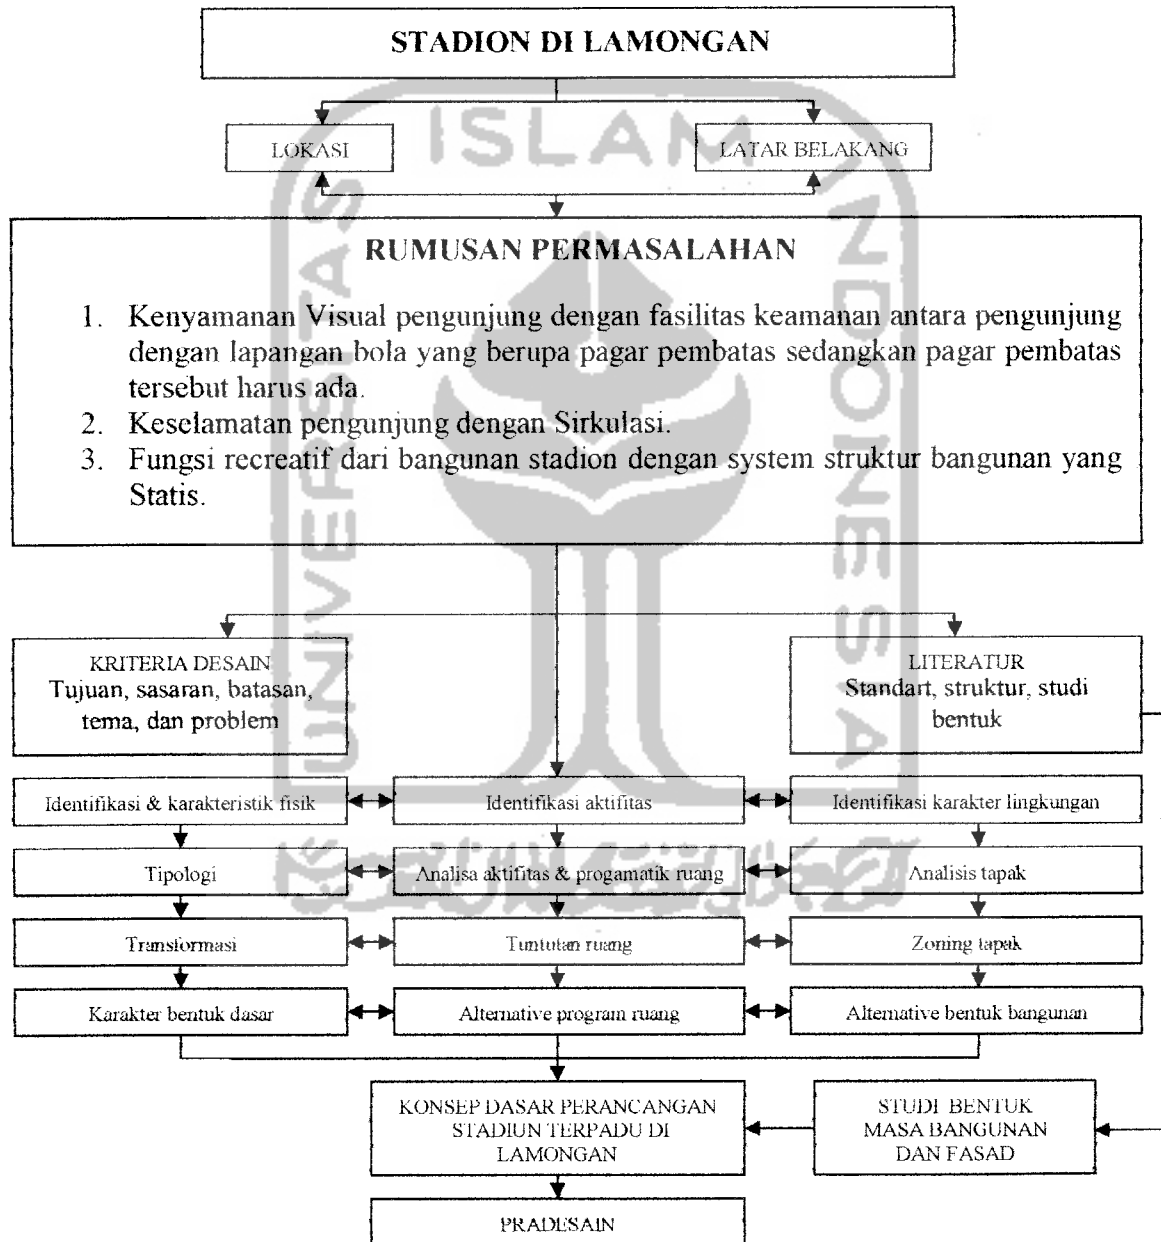 STADION DI LAMONGAN
LOKASI
LATAR BELAKANG
RUMUSAN PERMASALAHAN
1. Kenyamanan Visual pengunjung dengan fasilitas keamanan antara pengunjung
dengan lapangan bola yang berupa pagar pembatas sedangkan pagar pembatas
tersebut harus ada.
2. Keselamatan pengunjung dengan Sirkulasi.
3. Fungsi recreatif dari bangunan stadion dengan system struktur bangunan yang
Statis.
KRITERIA DESAIN
Tujuan, sasaran, batasan,
tema, dan problem
LITERATUR
Standart, struktur, studi
bentuk
Identifikasi & karakteristik fisik
Identifikasi aktifitas
Identifikasi karakter lingkungan
Tipologi
Analisa aktifitas & progamatik ruang
Analisis tapak
Transformasi
Tuntutan ruang
Zoning tapak
Karakter bentuk dasar
Alternative program ruang
Alternative bentuk bangunan
KONSEP DASAR PERANCANGAN
STADIUN TERPADU DI
LAMONGAN
STUDI BENTUK
MASA BANGUNAN
DAN FASAD
PRADESAIN
UNIVERSITAS
ISLAM
INDONESIA